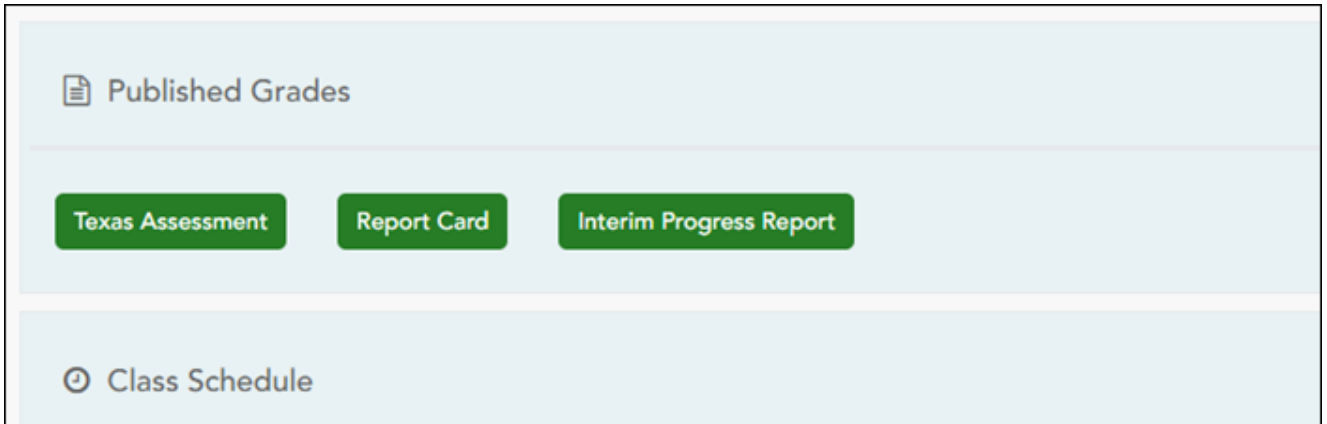 Published Grades
Texas Assessment Report Card Interim Progress Report
Class Schedule